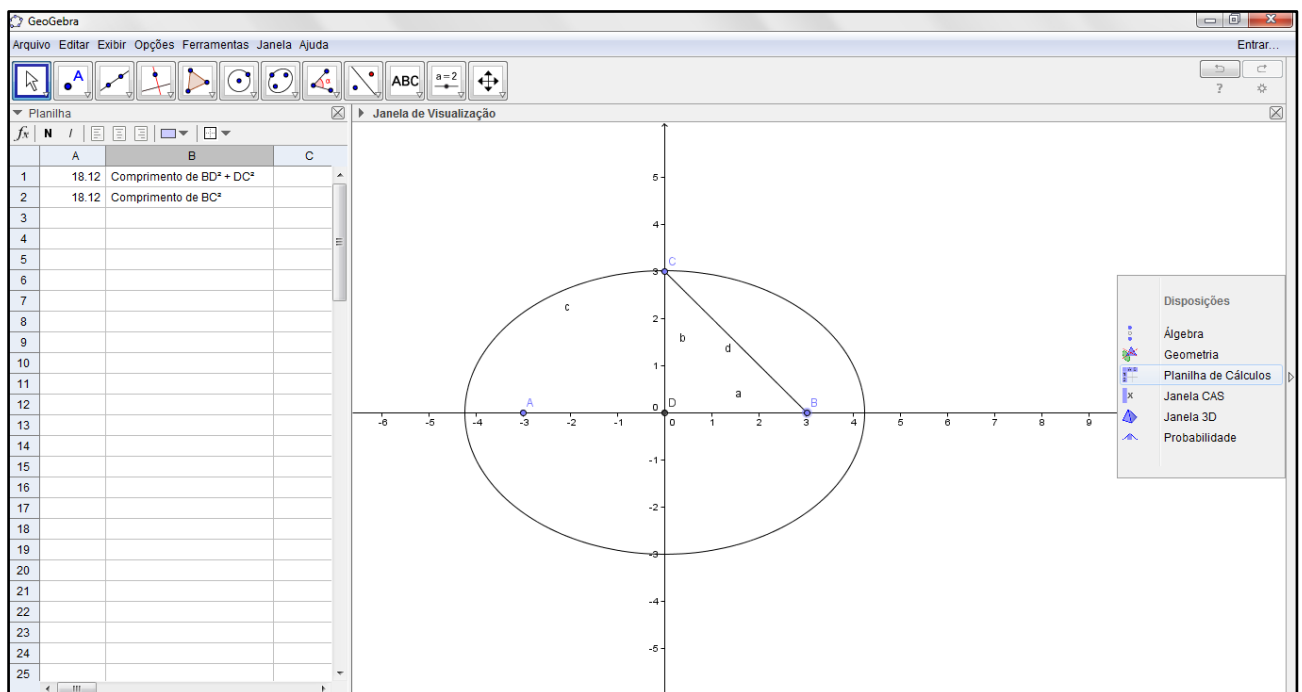 GeoGebra
Arquivo Editar Exibir Opções Ferramentas Janela Ajuda Entrar...
A α ABC a=2
Planilha
fx N I
A B C
1 18.12 Comprimento de BD² + DC²
2 18.12 Comprimento de BC²
3
4
5
6
7
8
9
10
11
12
13
14
15
16
17
18
19
20
21
22
23
24
25
Janela de Visualização
5
4
C
3
c
2
b
d
1
a
0 D
A
B
-6 -5 -4 -3 -2 -1 0 1 2 3 4 5 6 7 8 9
-1
-2
-3
-4
-5
?
Disposições
Álgebra
Geometria
Planilha de Cálculos
x Janela CAS
Janela 3D
Probabilidade